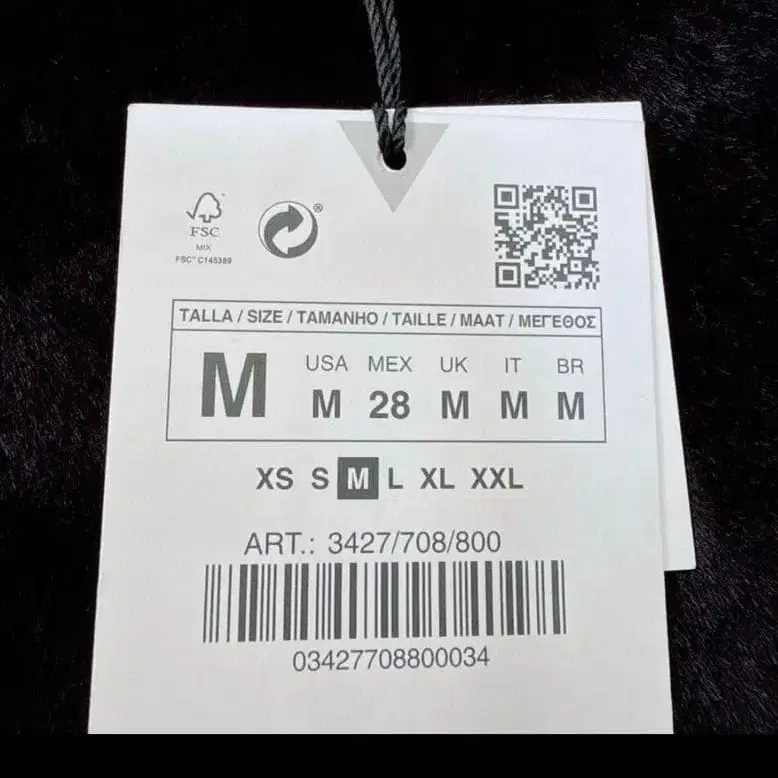 FSC
MIX
FSC™ C145389
®
TALLA / SIZE / TAMANHO / TAILLE / MAAT / ΜΕΓΕΘΟΣ
M
USA MEX UK IT BR
M 28 M M M
XS S M L XL XXL
ART.: 3427/708/800
03427708800034